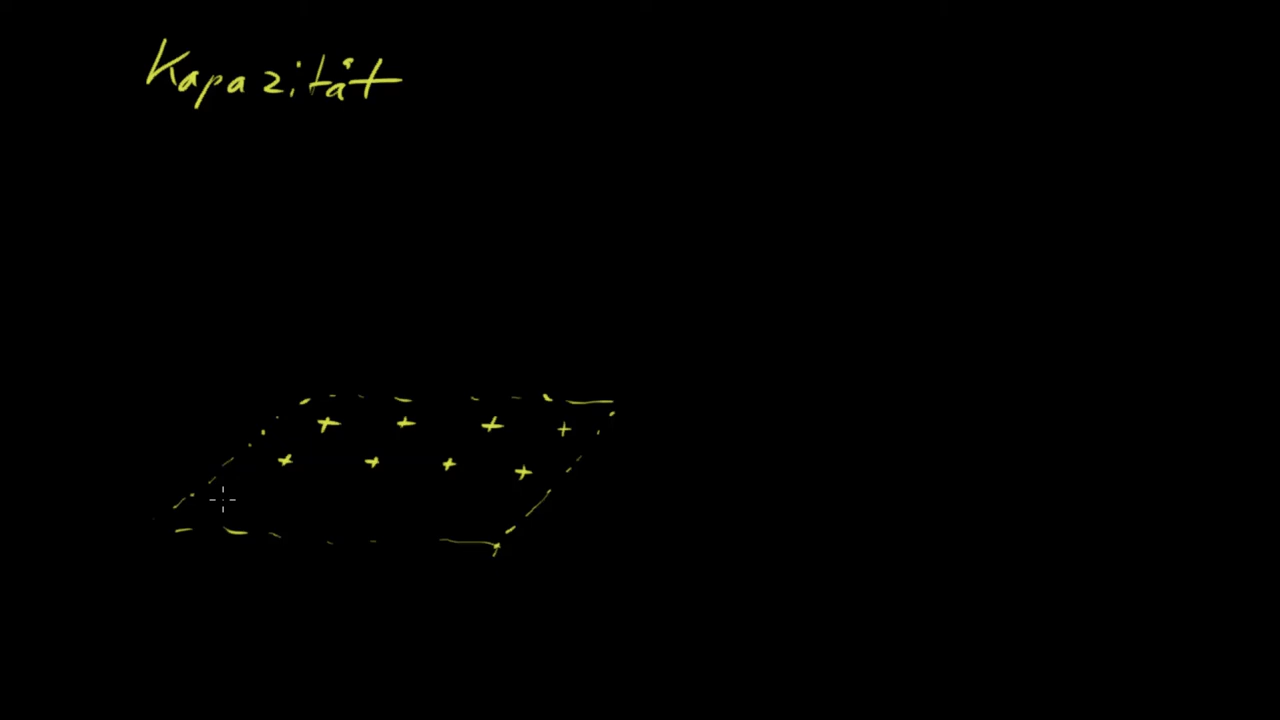 Kapazität
+ + + +
+ + + +